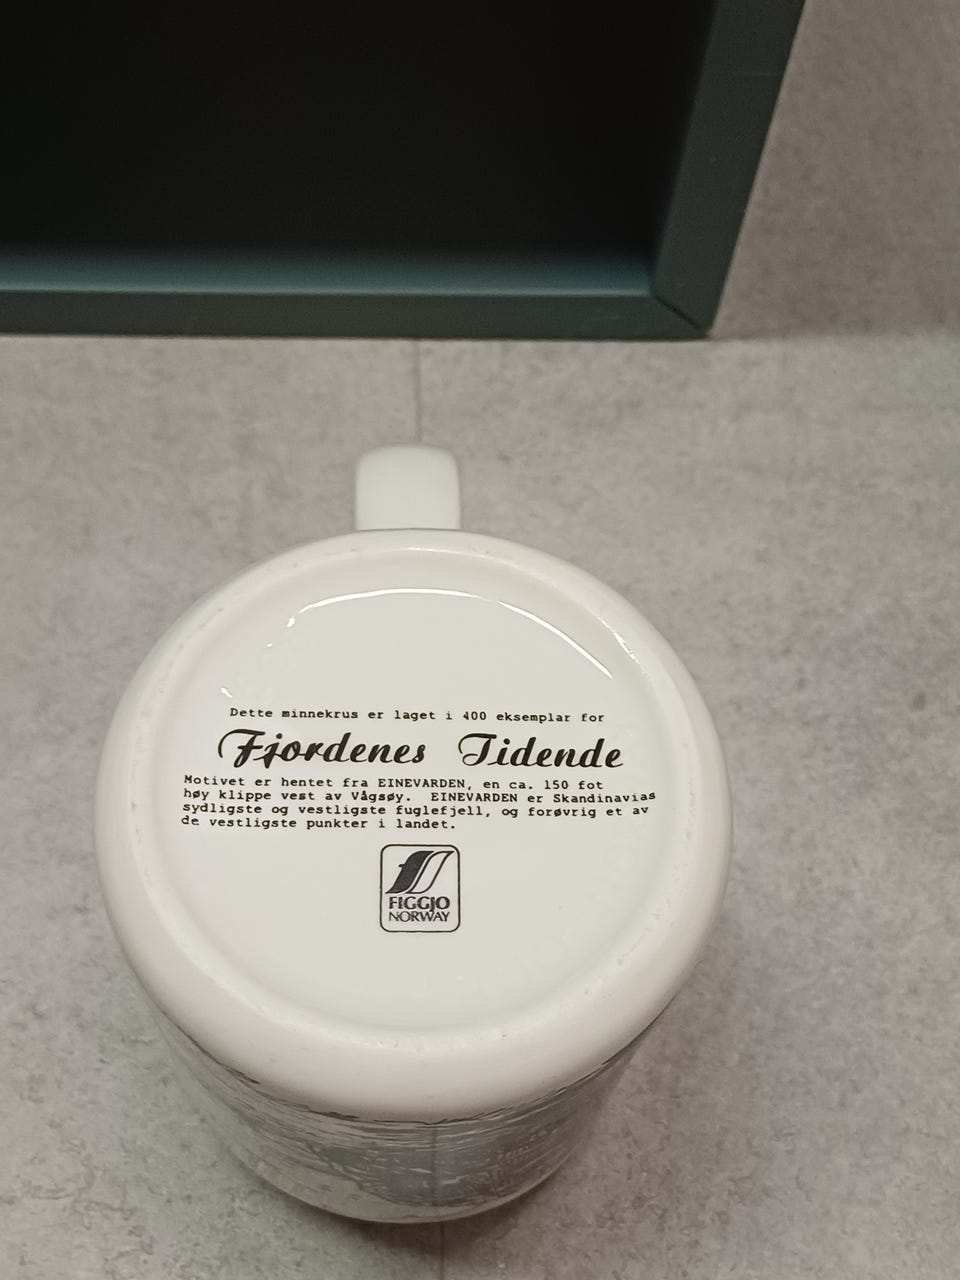 Dette minnekrus er laget i 400 eksemplar for
Fjordenes Tidende
Motivet er hentet fra EINEVARDEN, en ca. 150 fot
høy klippe vest av Vågsøy. EINEVARDEN er Skandinavias
sydligste og vestligste fuglefjell, og forøvrig et av
de vestligste punkter i landet.
FIGGJO
NORWAY